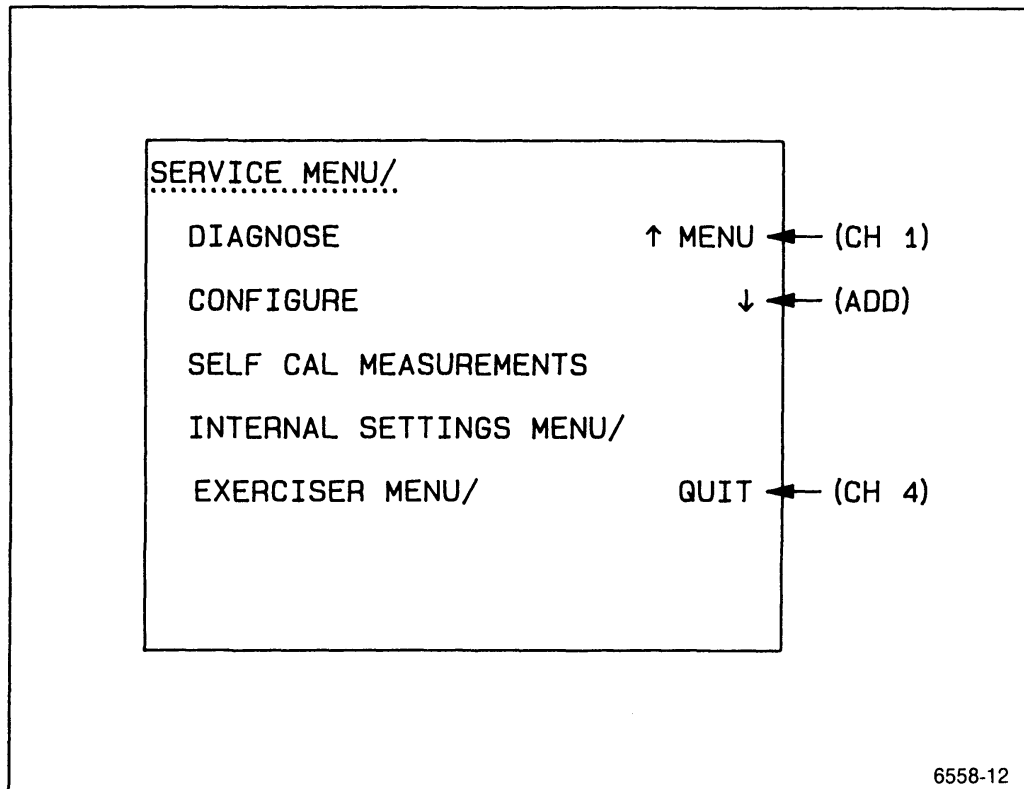 SERVICE MENU/
DIAGNOSE ↑ MENU (CH 1)
CONFIGURE ↓ (ADD)
SELF CAL MEASUREMENTS
INTERNAL SETTINGS MENU/
EXERCISER MENU/ QUIT (CH 4)
6558-12